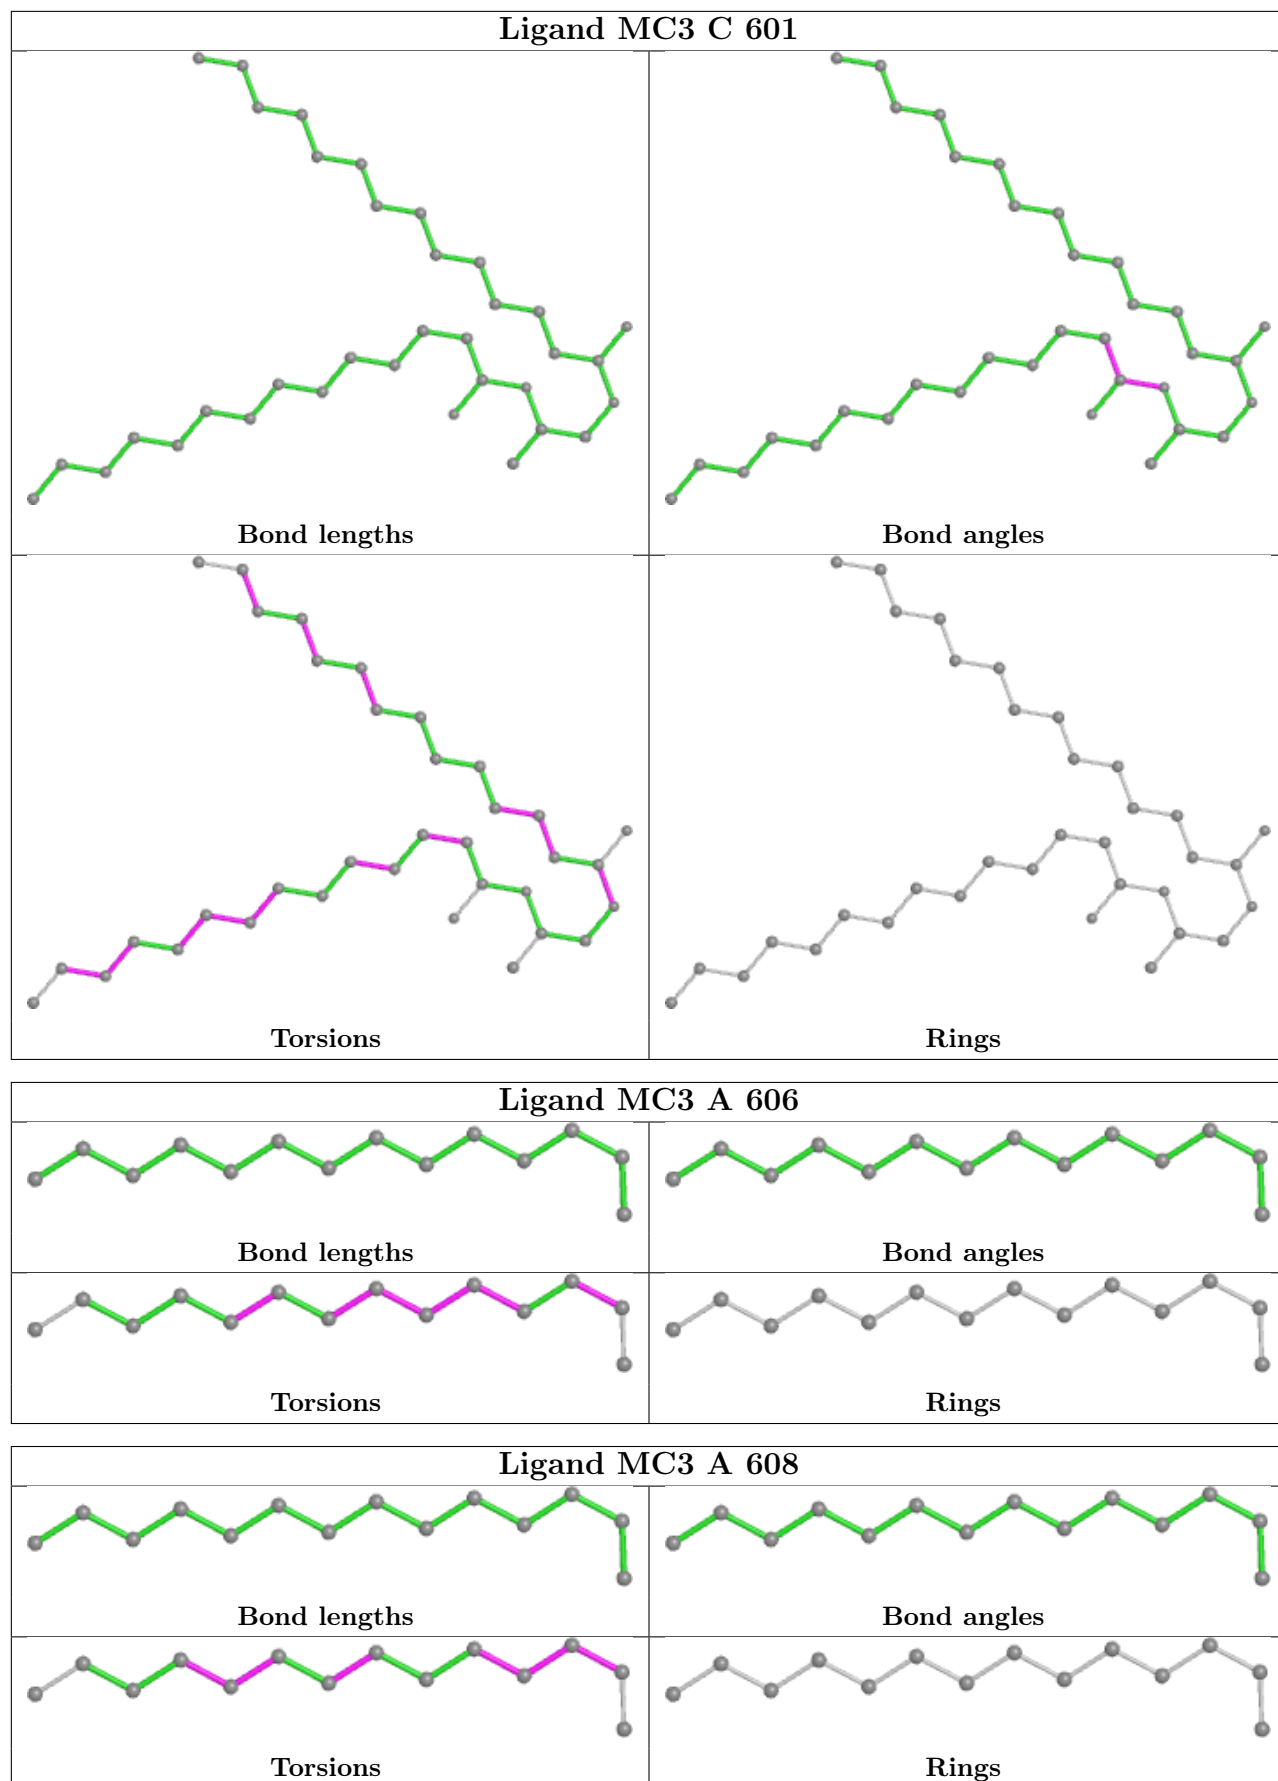 Ligand MC3 C 601
Bond lengths
Bond angles
Torsions
Rings
Ligand MC3 A 606
Bond lengths
Bond angles
Torsions
Rings
Ligand MC3 A 608
Bond lengths
Bond angles
Torsions
Rings